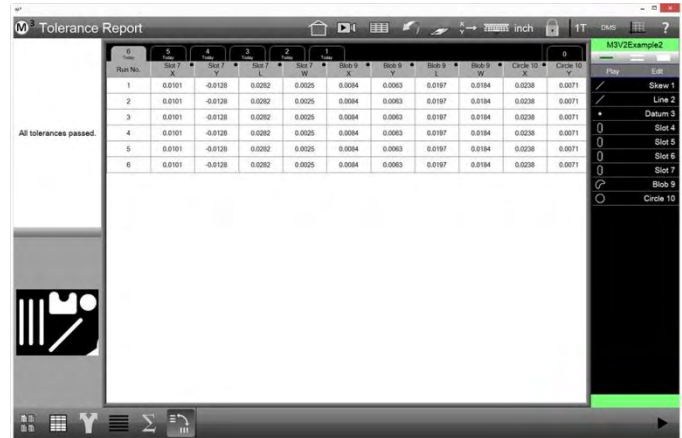 M³ Tolerance Report
inch
1T
DMS
?
M3V2Example2
Play Edit
All tolerances passed.
6 Today 5 Today 4 Today 3 Today 2 Today 1 Today 0
Run No. Slot 7 X Slot 7 Y Slot 7 L Slot 7 W Blob 9 X Blob 9 Y Blob 9 L Blob 9 W Circle 10 X Circle 10 Y
1 0.0101 -0.0128 0.0282 0.0025 0.0084 0.0063 0.0197 0.0184 0.0238 0.0071
2 0.0101 -0.0128 0.0282 0.0025 0.0084 0.0063 0.0197 0.0184 0.0238 0.0071
3 0.0101 -0.0128 0.0282 0.0025 0.0084 0.0063 0.0197 0.0184 0.0238 0.0071
4 0.0101 -0.0128 0.0282 0.0025 0.0084 0.0063 0.0197 0.0184 0.0238 0.0071
5 0.0101 -0.0128 0.0282 0.0025 0.0084 0.0063 0.0197 0.0184 0.0238 0.0071
6 0.0101 -0.0128 0.0282 0.0025 0.0084 0.0063 0.0197 0.0184 0.0238 0.0071
Skew 1
Line 2
Datum 3
Slot 4
Slot 5
Slot 6
Slot 7
Blob 9
Circle 10